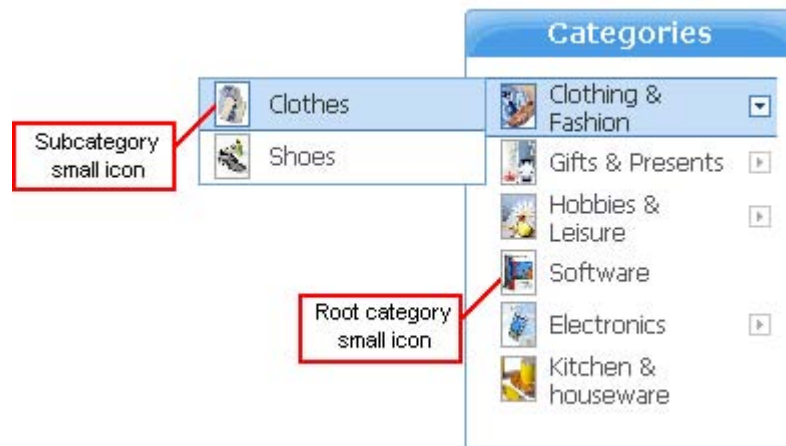 Categories
Clothes
Shoes
Subcategory
small icon
Clothing &
Fashion
Gifts & Presents
Hobbies &
Leisure
Software
Root category
small icon
Electronics
Kitchen &
houseware